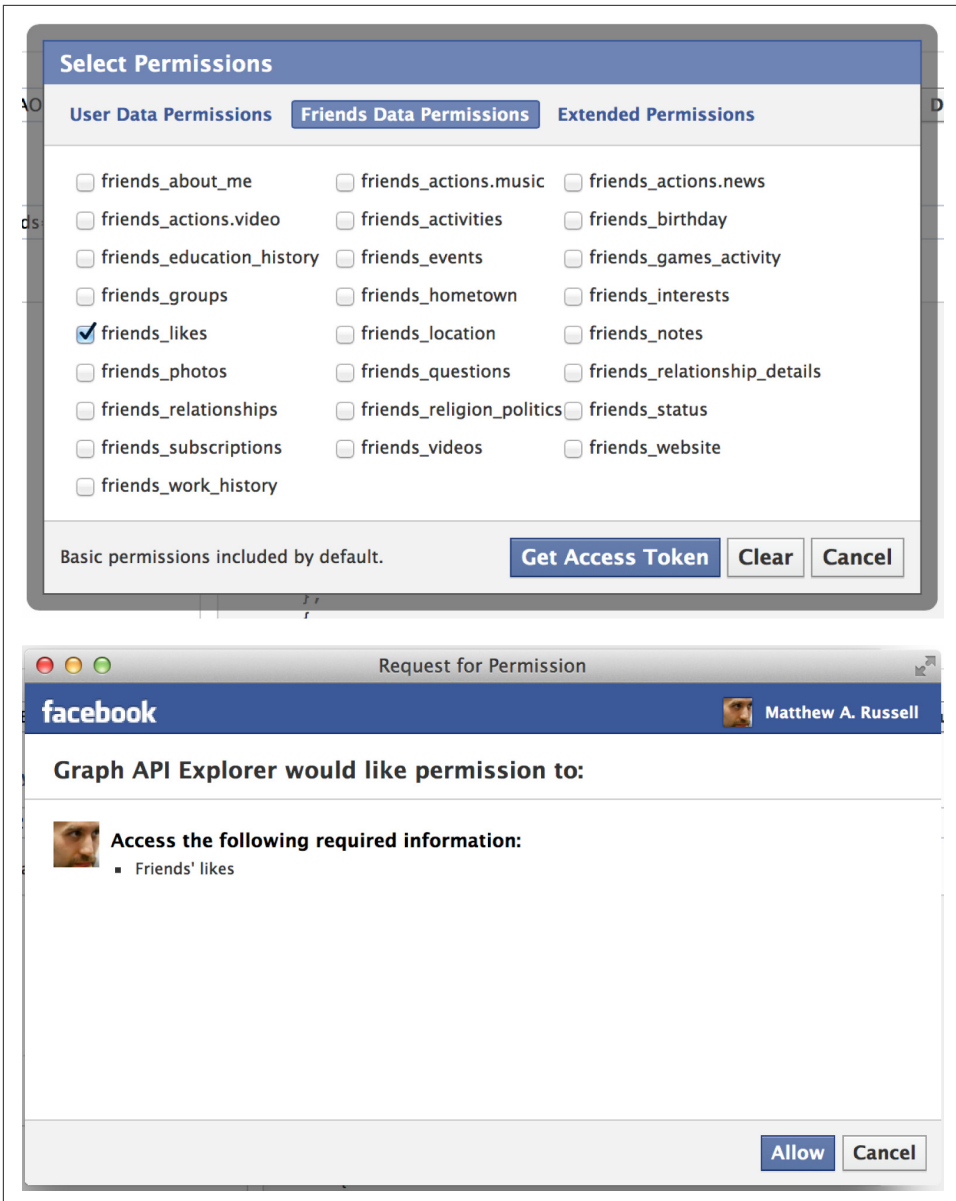 Select Permissions
User Data Permissions Friends Data Permissions Extended Permissions
friends_about_me friends_actions.music friends_actions.news
friends_actions.video friends_activities friends_birthday
friends_education_history friends_events friends_games_activity
friends_groups friends_hometown friends_interests
friends_likes friends_location friends_notes
friends_photos friends_questions friends_relationship_details
friends_relationships friends_religion_politics friends_status
friends_subscriptions friends_videos friends_website
friends_work_history
Basic permissions included by default. Get Access Token Clear Cancel
Request for Permission
facebook Matthew A. Russell
Graph API Explorer would like permission to:
Access the following required information:
▪ Friends' likes
Allow Cancel